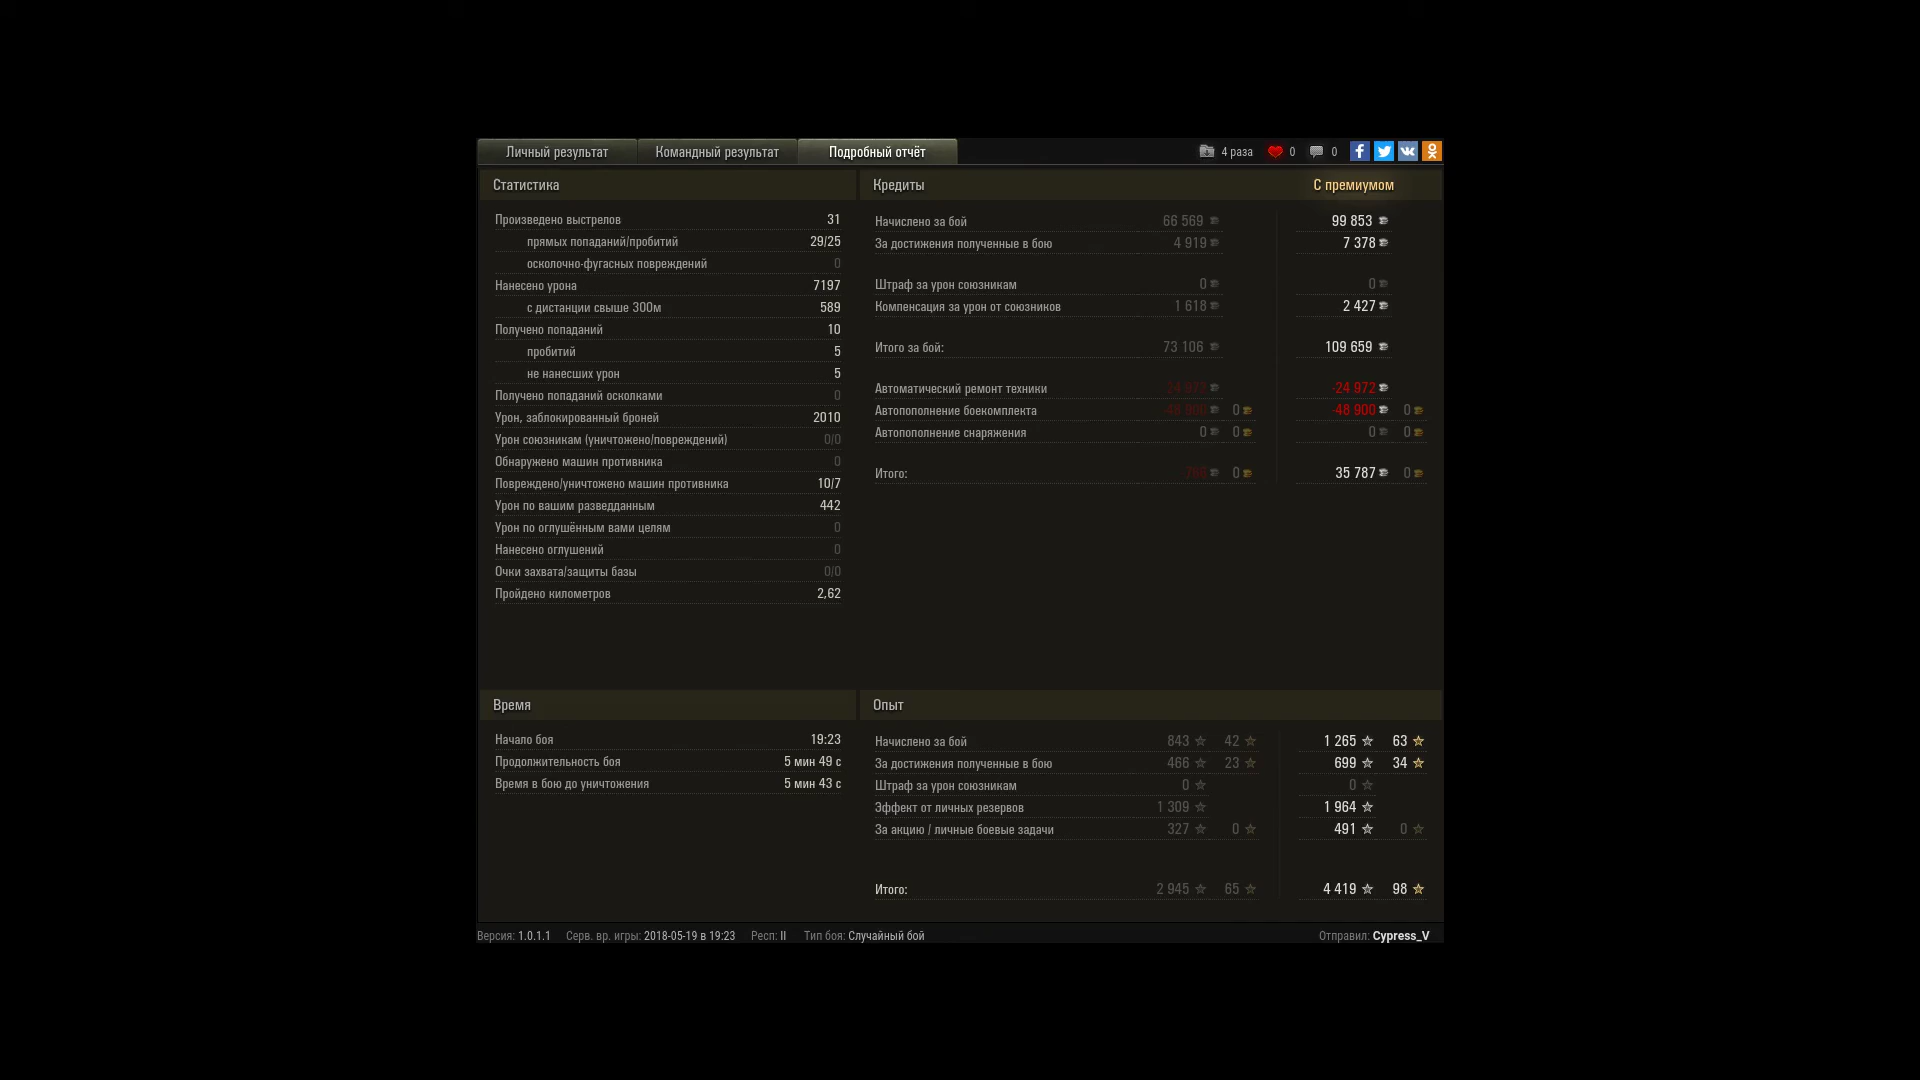 Личный результат Командный результат Подробный отчёт 4 раза 0 0
Статистика
Произведено выстрелов 31
прямых попаданий/пробитий 29/25
осколочно-фугасных повреждений 0
Нанесено урона 7197
с дистанции свыше 300м 589
Получено попаданий 10
пробитий 5
не нанесших урон 5
Получено попаданий осколками 0
Урон, заблокированный броней 2010
Урон союзникам (уничтожено/повреждений) 0/0
Обнаружено машин противника 0
Повреждено/уничтожено машин противника 10/7
Урон по вашим разведданным 442
Урон по оглушённым вами целям 0
Нанесено оглушений 0
Очки захвата/защиты базы 0/0
Пройдено километров 2,62
Кредиты С премиумом
Начислено за бой 66 569 99 853
За достижения полученные в бою 4 919 7 378
Штраф за урон союзникам 0 0
Компенсация за урон от союзников 1 618 2 427
Итого за бой: 73 106 109 659
Автоматический ремонт техники -24 972 -24 972
Автопополнение боекомплекта -48 900 0 -48 900 0
Автопополнение снаряжения 0 0 0 0
Итого: 0 35 787 0
Время
Начало боя 19:23
Продолжительность боя 5 мин 49 с
Время в бою до уничтожения 5 мин 43 с
Опыт
Начислено за бой 843 42 1 265 63
За достижения полученные в бою 466 23 699 34
Штраф за урон союзникам 0 0
Эффект от личных резервов 1 309 1 964
За акцию / личные боевые задачи 327 0 491 0
Итого: 2 945 65 4 419 98
Версия: 1.0.1.1 Серв. вр. игры: 2018-05-19 в 19:23 Респ: II Тип боя: Случайный бой Отправил: Cypress_V